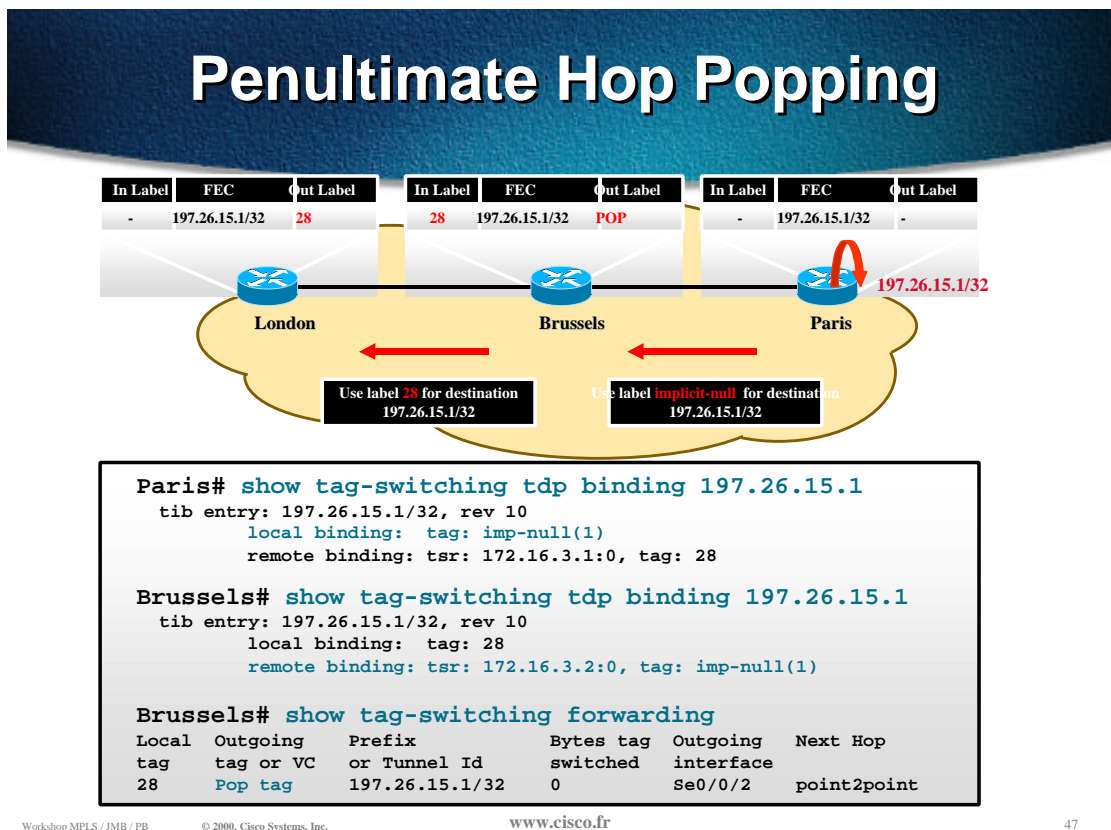 Penultimate Hop Popping
In Label FEC Out Label In Label FEC Out Label In Label FEC Out Label
- 197.26.15.1/32 28 28 197.26.15.1/32 POP - 197.26.15.1/32 -
197.26.15.1/32
London Brussels Paris
Use label 28 for destination
197.26.15.1/32
Use label implicit-null for destination
197.26.15.1/32
Paris# show tag-switching tdp binding 197.26.15.1
tib entry: 197.26.15.1/32, rev 10
local binding: tag: imp-null(1)
remote binding: tsr: 172.16.3.1:0, tag: 28
Brussels# show tag-switching tdp binding 197.26.15.1
tib entry: 197.26.15.1/32, rev 10
local binding: tag: 28
remote binding: tsr: 172.16.3.2:0, tag: imp-null(1)
Brussels# show tag-switching forwarding
Local Outgoing Prefix Bytes tag Outgoing Next Hop
tag tag or VC or Tunnel Id switched interface
28 Pop tag 197.26.15.1/32 0 Se0/0/2 point2point
Workshop MPLS / JMB / PB © 2000, Cisco Systems, Inc. www.cisco.fr 47